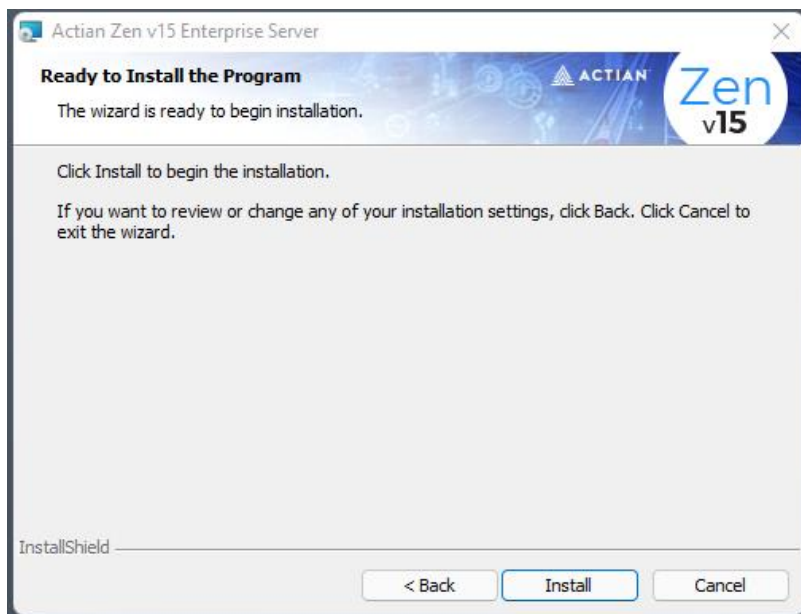 Actian Zen v15 Enterprise Server
Ready to Install the Program
The wizard is ready to begin installation.
ACTIAN
Zen
v15
Click Install to begin the installation.
If you want to review or change any of your installation settings, click Back. Click Cancel to
exit the wizard.
InstallShield
< Back
Install
Cancel